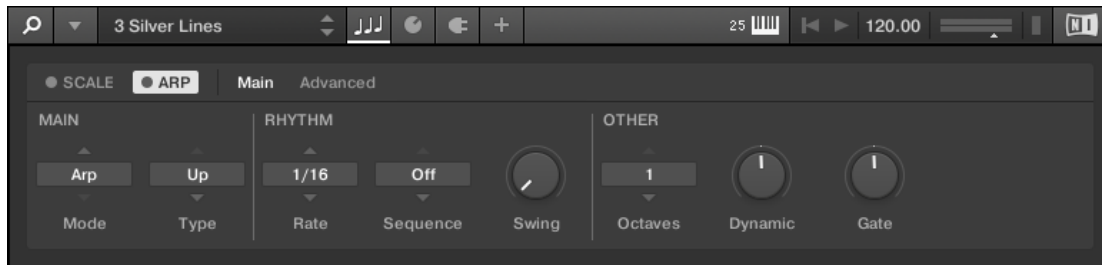 3 Silver Lines
25
120.00
NI
SCALE ARP Main Advanced
MAIN RHYTHM OTHER
Arp Up 1/16 Off 1
Mode Type Rate Sequence Swing Octaves Dynamic Gate